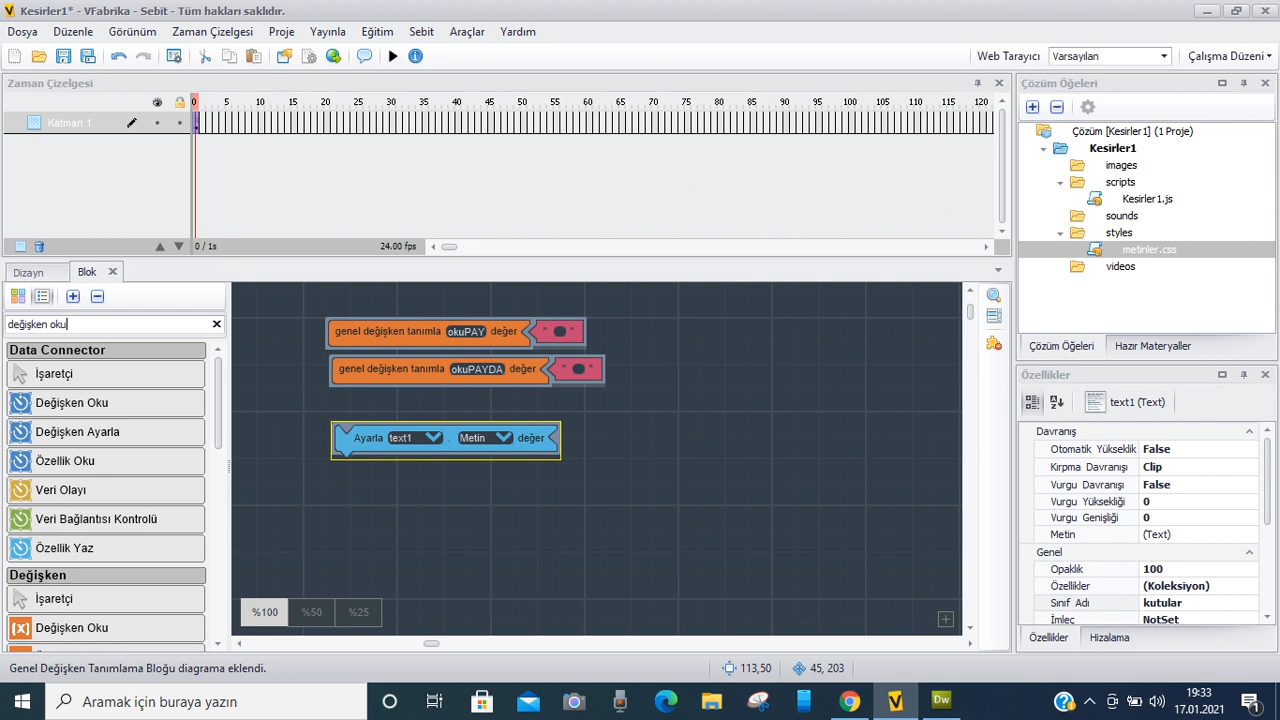 Kesirler1* - VFabrika - Sebit - Tüm hakları saklıdır.
Dosya Düzenle Görünüm Zaman Çizelgesi Proje Yayınla Eğitim Sebit Araçlar Yardım
Web Tarayıcı Varsayılan Çalışma Düzeni
Zaman Çizelgesi
0 5 10 15 20 25 30 35 40 45 50 55 60 65 70 75 80 85 90 95 100 105 110 115 120
Katman 1
0 / 1s 24.00 fps
Çözüm Öğeleri
Çözüm [Kesirler1] (1 Proje)
Kesirler1
images
scripts
Kesirler1.js
sounds
styles
metinler.css
videos
Çözüm Öğeleri Hazır Materyaller
Dizayn Blok
değişken oku
Data Connector
İşaretçi
Değişken Oku
Değişken Ayarla
Özellik Oku
Veri Olayı
Veri Bağlantısı Kontrolü
Özellik Yaz
Değişken
İşaretçi
Değişken Oku
genel değişken tanımla okuPAY değer " "
genel değişken tanımla okuPAYDA değer " "
Ayarla text1 . Metin değer
%100 %50 %25
Özellikler
text1 (Text)
Davranış
Otomatik Yükseklik False
Kırpma Davranışı Clip
Vurgu Davranışı False
Vurgu Yüksekliği 0
Vurgu Genişliği 0
Metin (Text)
Genel
Opaklık 100
Özellikler (Koleksiyon)
Sınıf Adı kutular
İmleç NotSet
Özellikler Hizalama
Genel Değişken Tanımlama Bloğu diagrama eklendi. 113,50 45, 203
Aramak için buraya yazın
Dw
19:33
17.01.2021
1